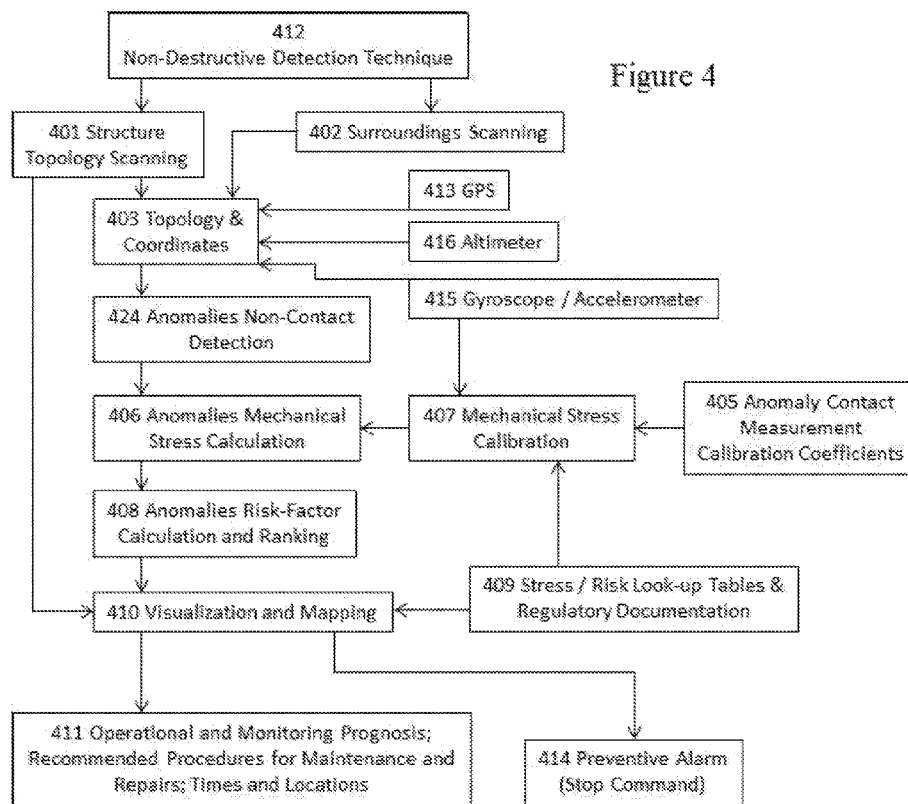 412
Non-Destructive Detection Technique
Figure 4
401 Structure
Topology Scanning
402 Surroundings Scanning
413 GPS
403 Topology &
Coordinates
416 Altimeter
415 Gyroscope / Accelerometer
424 Anomalies Non-Contact
Detection
406 Anomalies Mechanical
Stress Calculation
407 Mechanical Stress
Calibration
405 Anomaly Contact
Measurement
Calibration Coefficients
408 Anomalies Risk-Factor
Calculation and Ranking
409 Stress / Risk Look-up Tables &
Regulatory Documentation
410 Visualization and Mapping
411 Operational and Monitoring Prognosis;
Recommended Procedures for Maintenance and
Repairs; Times and Locations
414 Preventive Alarm
(Stop Command)